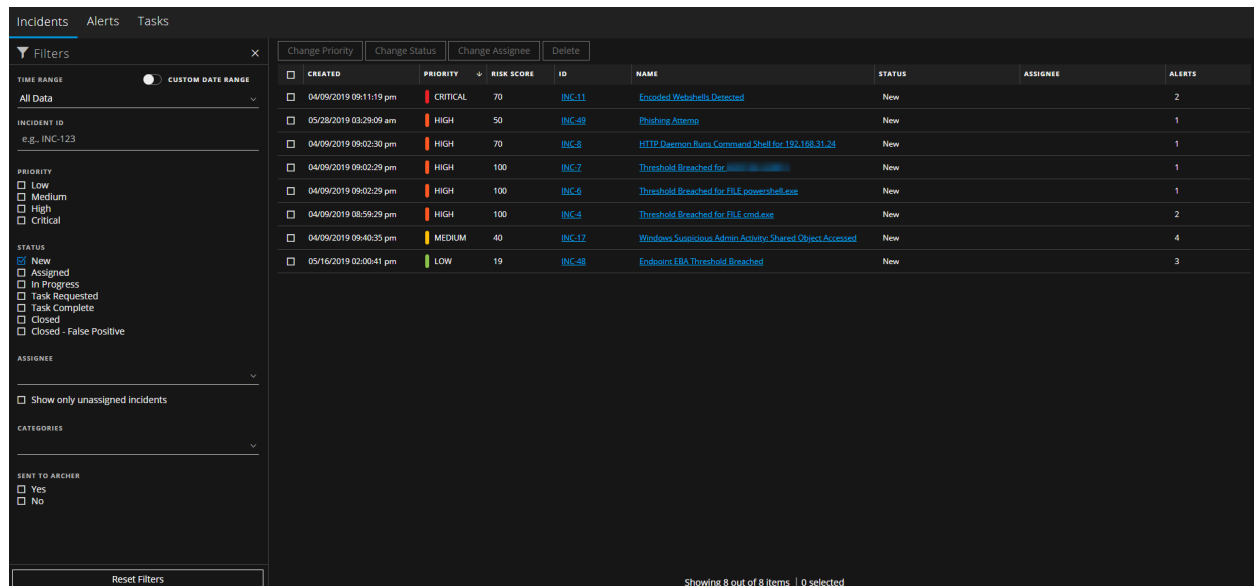 Incidents Alerts Tasks
Filters
TIME RANGE CUSTOM DATE RANGE
All Data
INCIDENT ID
e.g., INC-123
PRIORITY
Low
Medium
High
Critical
STATUS
New
Assigned
In Progress
Task Requested
Task Complete
Closed
Closed - False Positive
ASSIGNEE
Show only unassigned incidents
CATEGORIES
SENT TO ARCHER
Yes
No
Reset Filters
Change Priority Change Status Change Assignee Delete
CREATED PRIORITY RISK SCORE ID NAME STATUS ASSIGNEE ALERTS
04/09/2019 09:11:19 pm CRITICAL 70 INC-11 Encoded Webshells Detected New 2
05/28/2019 03:29:09 am HIGH 50 INC-49 Phishing Attemp New 1
04/09/2019 09:02:30 pm HIGH 70 INC-8 HTTP Daemon Runs Command Shell for 192.168.31.24 New 1
04/09/2019 09:02:29 pm HIGH 100 INC-7 Threshold Breached for New 1
04/09/2019 09:02:29 pm HIGH 100 INC-6 Threshold Breached for FILE powershell.exe New 1
04/09/2019 08:59:29 pm HIGH 100 INC-4 Threshold Breached for FILE cmd.exe New 2
04/09/2019 09:40:35 pm MEDIUM 40 INC-17 Windows Suspicious Admin Activity: Shared Object Accessed New 4
05/16/2019 02:00:41 pm LOW 19 INC-48 Endpoint EBA Threshold Breached New 3
Showing 8 out of 8 items | 0 selected